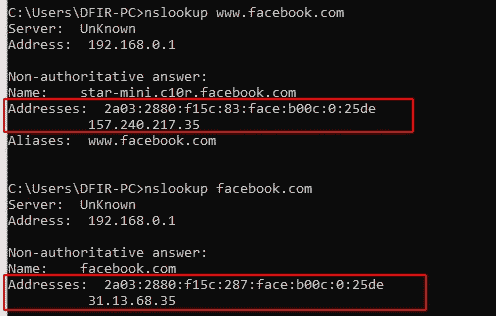 C:\Users\DFIR-PC>nslookup www.facebook.com
Server:  UnKnown
Address:  192.168.0.1
Non-authoritative answer:
Name:    star-mini.c10r.facebook.com
Addresses:  2a03:2880:f15c:83:face:b00c:0:25de
157.240.217.35
Aliases:  www.facebook.com
C:\Users\DFIR-PC>nslookup facebook.com
Server:  UnKnown
Address:  192.168.0.1
Non-authoritative answer:
Name:    facebook.com
Addresses:  2a03:2880:f15c:287:face:b00c:0:25de
31.13.68.35